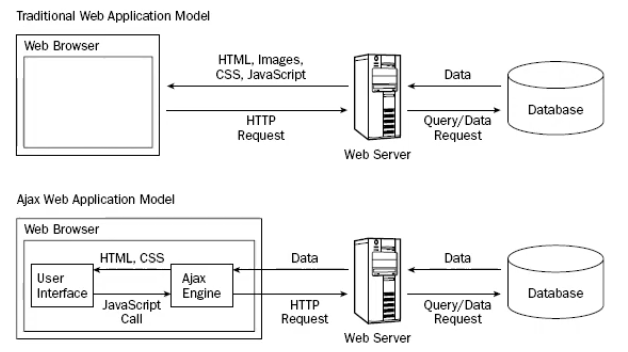 Traditional Web Application Model
Web Browser
HTML, Images,
CSS, JavaScript
Data
HTTP
Request
Query/Data
Request
Database
Web Server
Ajax Web Application Model
Web Browser
HTML, CSS
Data
Data
User
Interface
Ajax
Engine
JavaScript
Call
HTTP
Request
Query/Data
Request
Database
Web Server